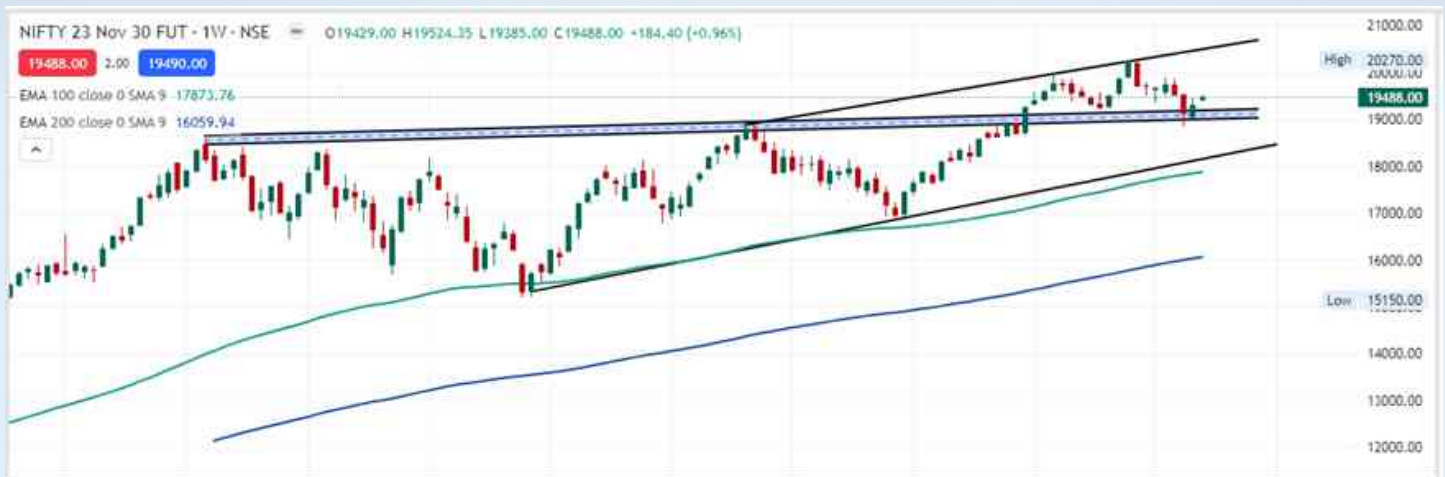 NIFTY 23 Nov 30 FUT - 1W - NSE O19429.00 H19524.35 L19385.00 C19488.00 +184.40 (+0.96%)
19488.00 2.00 19490.00
EMA 100 close 0 SMA 9 17873.76
EMA 200 close 0 SMA 9 16059.94
21000.00
High 20270.00
20000.00
19488.00
19000.00
18000.00
17000.00
16000.00
Low 15150.00
14000.00
13000.00
12000.00